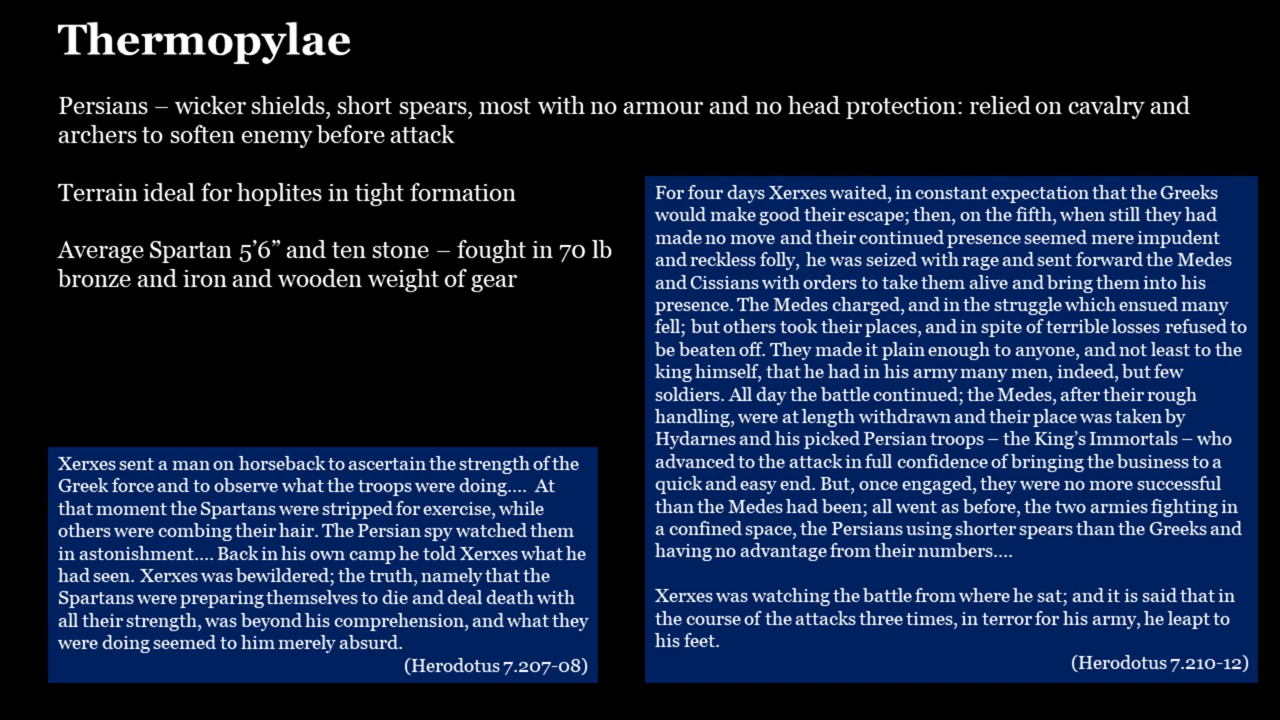 Thermopylae
Persians – wicker shields, short spears, most with no armour and no head protection: relied on cavalry and
archers to soften enemy before attack
Terrain ideal for hoplites in tight formation
Average Spartan 5’6” and ten stone – fought in 70 lb
bronze and iron and wooden weight of gear
Xerxes sent a man on horseback to ascertain the strength of the
Greek force and to observe what the troops were doing.... At
that moment the Spartans were stripped for exercise, while
others were combing their hair. The Persian spy watched them
in astonishment.... Back in his own camp he told Xerxes what he
had seen. Xerxes was bewildered; the truth, namely that the
Spartans were preparing themselves to die and deal death with
all their strength, was beyond his comprehension, and what they
were doing seemed to him merely absurd.
(Herodotus 7.207-08)
For four days Xerxes waited, in constant expectation that the Greeks
would make good their escape; then, on the fifth, when still they had
made no move and their continued presence seemed mere impudent
and reckless folly, he was seized with rage and sent forward the Medes
and Cissians with orders to take them alive and bring them into his
presence. The Medes charged, and in the struggle which ensued many
fell; but others took their places, and in spite of terrible losses refused to
be beaten off. They made it plain enough to anyone, and not least to the
king himself, that he had in his army many men, indeed, but few
soldiers. All day the battle continued; the Medes, after their rough
handling, were at length withdrawn and their place was taken by
Hydarnes and his picked Persian troops – the King’s Immortals – who
advanced to the attack in full confidence of bringing the business to a
quick and easy end. But, once engaged, they were no more successful
than the Medes had been; all went as before, the two armies fighting in
a confined space, the Persians using shorter spears than the Greeks and
having no advantage from their numbers....
Xerxes was watching the battle from where he sat; and it is said that in
the course of the attacks three times, in terror for his army, he leapt to
his feet.
(Herodotus 7.210-12)